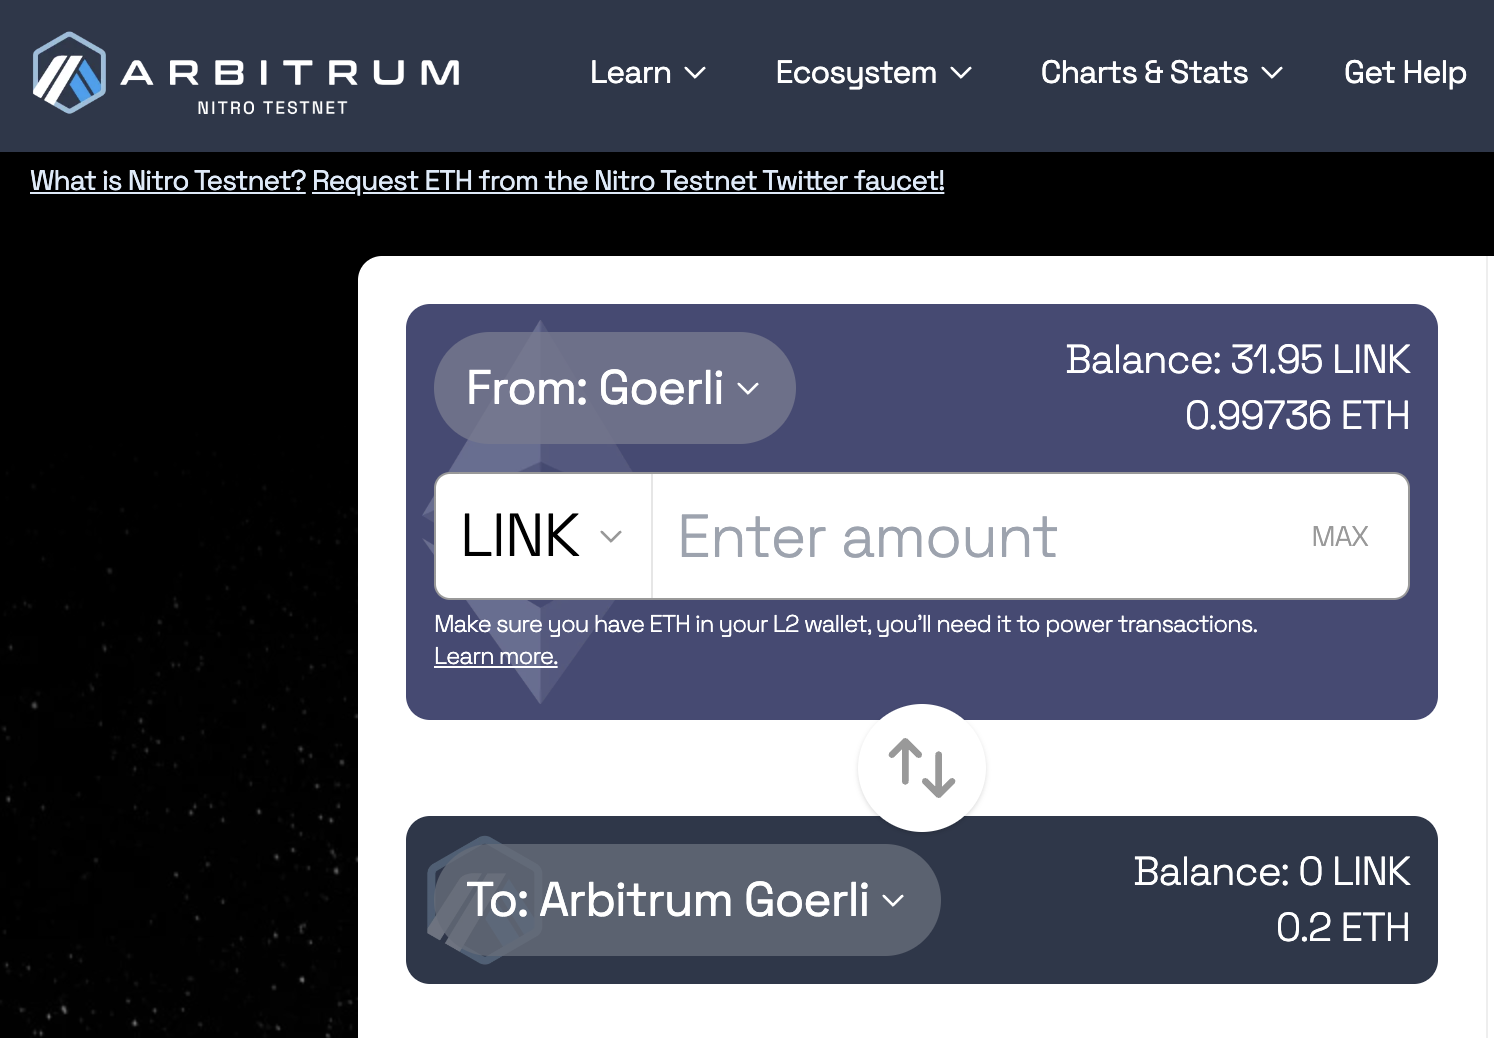 ARBITRUM
NITRO TESTNET
Learn
Ecosystem
Charts & Stats
Get Help
What is Nitro Testnet? Request ETH from the Nitro Testnet Twitter faucet!
From: Goerli
Balance: 31.95 LINK
0.99736 ETH
LINK
Enter amount
MAX
Make sure you have ETH in your L2 wallet, you'll need it to power transactions.
Learn more.
To: Arbitrum Goerli
Balance: 0 LINK
0.2 ETH